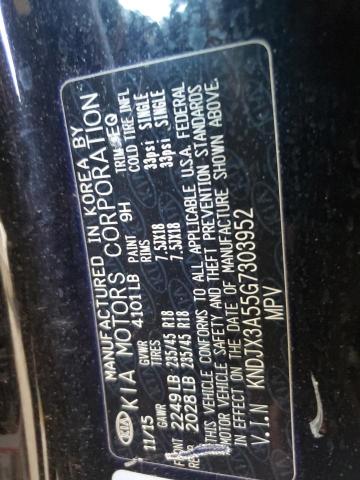 MANUFACTURED IN KOREA BY
KIA KIA MOTORS CORPORATION
11/15 GVWR 4101LB PAINT 9H TRIM EQ
GAWR TIRES RIMS COLD TIRE INFL
FRONT 2249LB 235/45 R18 7.5JX18 33psi SINGLE
REAR 2028LB 235/45 R18 7.5JX18 33psi SINGLE
THIS VEHICLE CONFORMS TO ALL APPLICABLE U.S.A. FEDERAL
MOTOR VEHICLE SAFETY AND THEFT PREVENTION STANDARDS
IN EFFECT ON THE DATE OF MANUFACTURE SHOWN ABOVE.
V.I.N KNDJX3A55G7303952
MPV